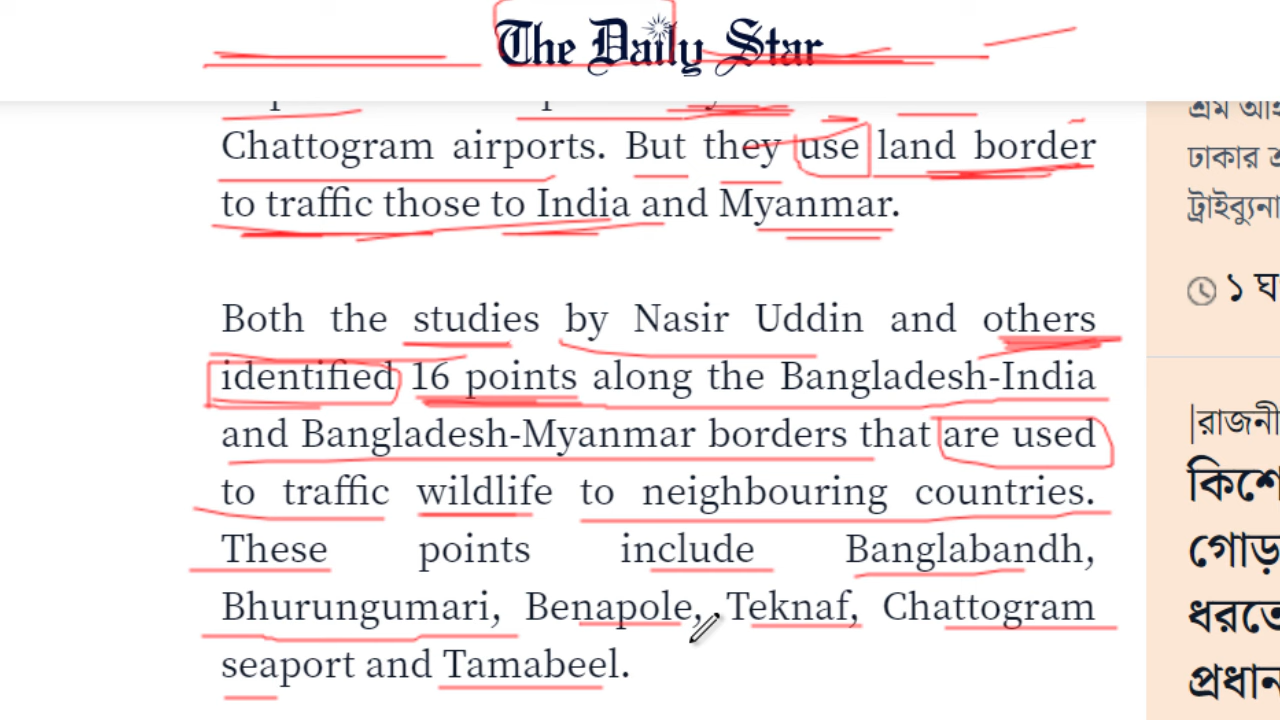 The Daily Star
Chattogram airports. But they use land border
to traffic those to India and Myanmar.
Both the studies by Nasir Uddin and others
identified 16 points along the Bangladesh-India
and Bangladesh-Myanmar borders that are used
to traffic wildlife to neighbouring countries.
These points include Banglabandh,
Bhurungumari, Benapole, Teknaf, Chattogram
seaport and Tamabeel.
ঢাকার
১